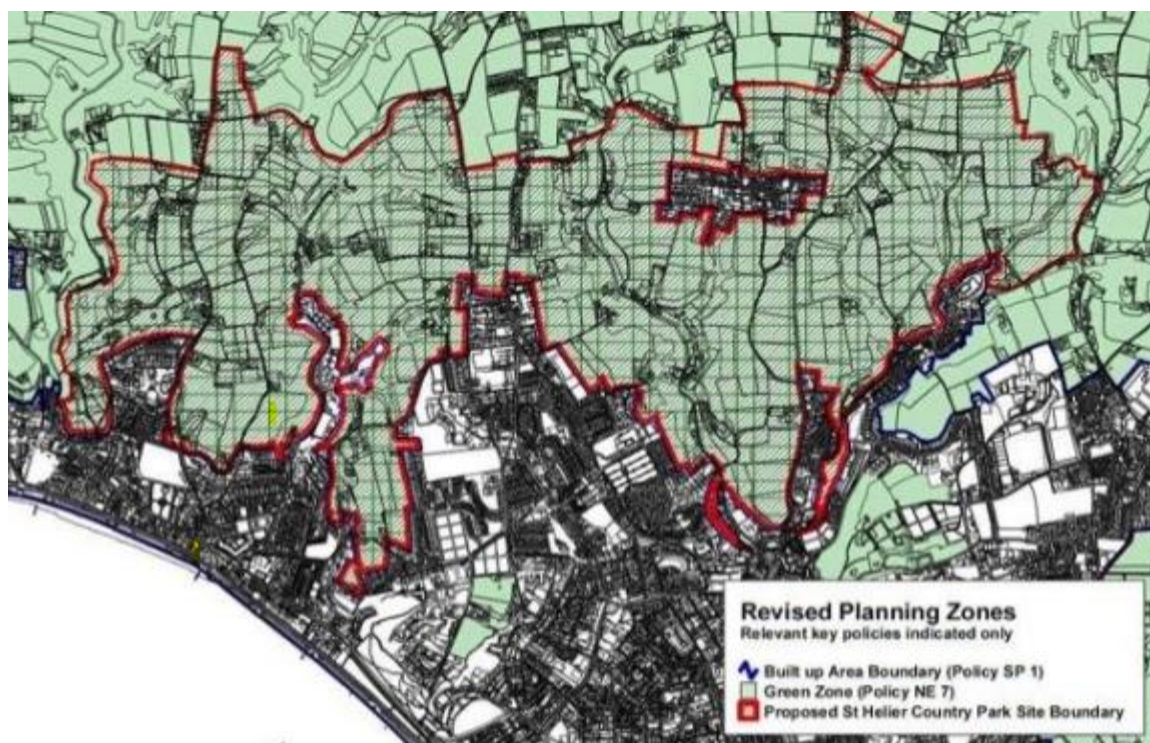 Revised Planning Zones
Relevant key policies indicated only
Built up Area Boundary (Policy SP 1)
Green Zone (Policy NE 7)
Proposed St Helier Country Park Site Boundary